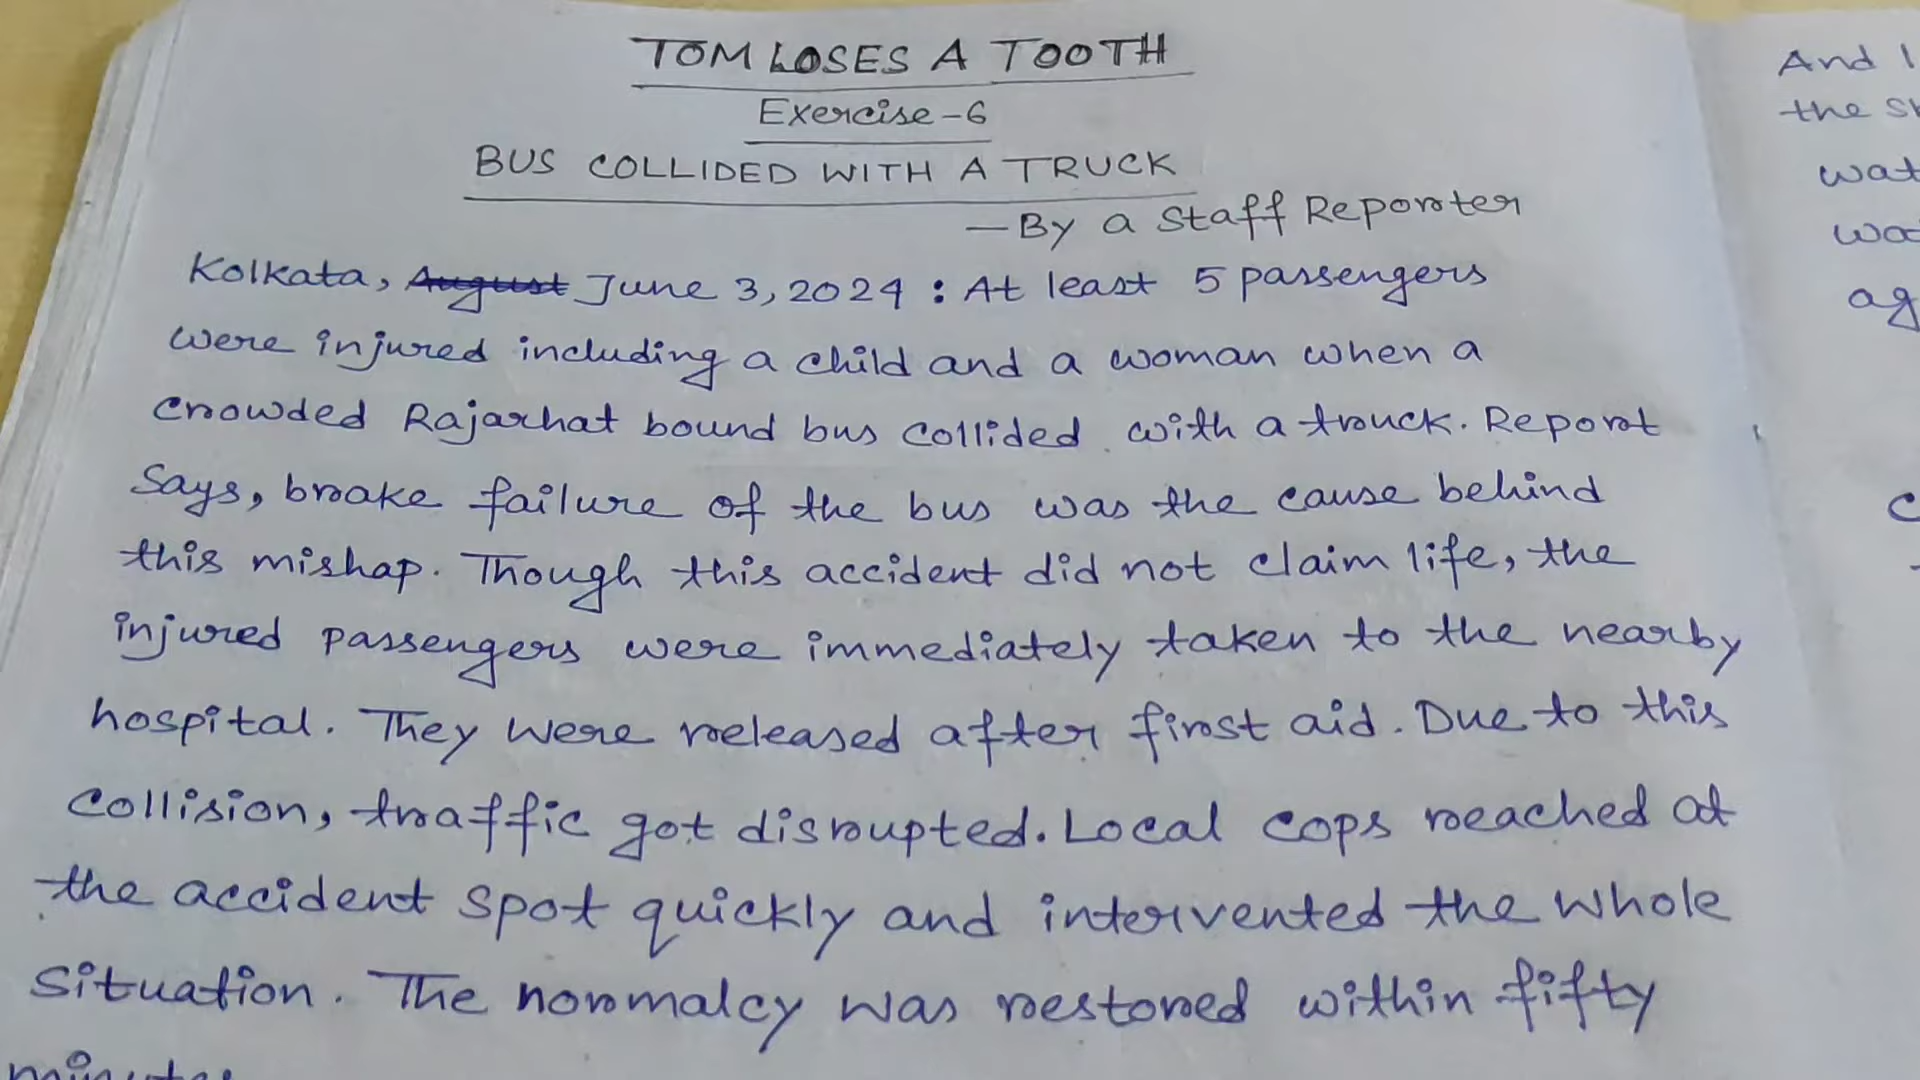 TOM LOSES A TOOTH
Exercise-6
BUS COLLIDED WITH A TRUCK
—By a Staff Reporter
Kolkata, August June 3, 2024 : At least 5 passengers
were injured including a child and a woman when a
crowded Rajarhat bound bus collided with a truck. Report
Says, brake failure of the bus was the cause behind
this mishap. Though this accident did not claim life, the
injured passengers were immediately taken to the nearby
hospital. They were released after first aid. Due to this
collision, traffic got disrupted. Local cops reached at
the accident spot quickly and intervented the whole
situation. The normalcy was restored within fifty
minutes
And
the